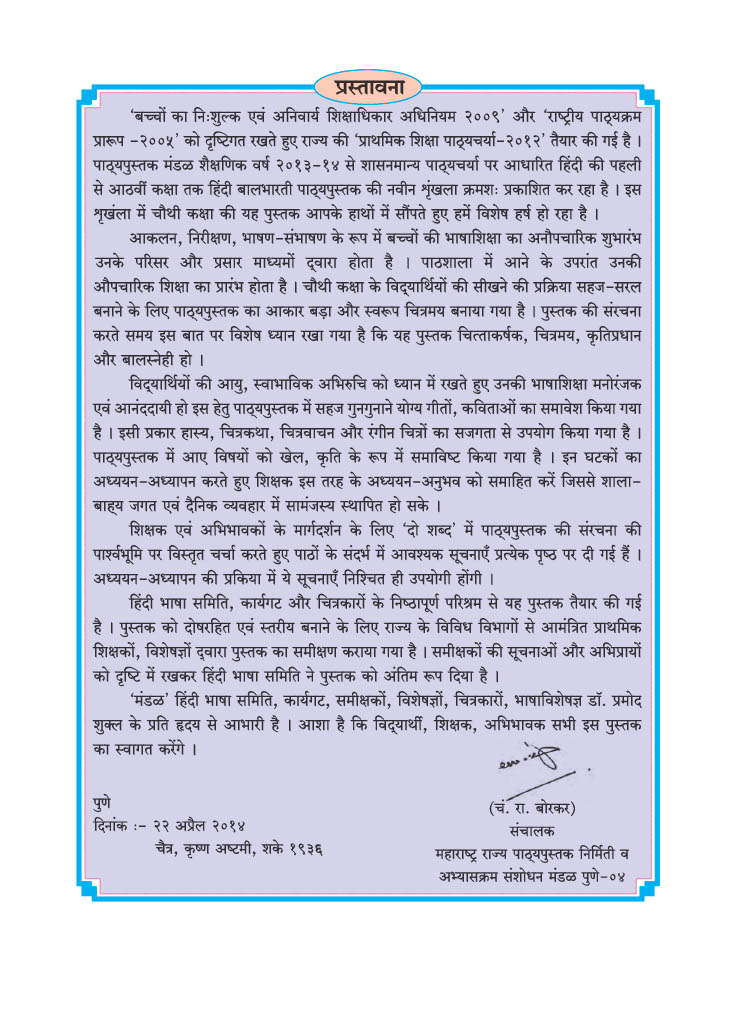 प्रस्तावना
‘बच्चों का निःशुल्क एवं अनिवार्य शिक्षाधिकार अधिनियम २००९’ और ‘राष्ट्रीय पाठ्यक्रम
प्रारूप -२००५’ को दृष्टिगत रखते हुए राज्य की ‘प्राथमिक शिक्षा पाठ्यचर्या-२०१२’ तैयार की गई है ।
पाठ्यपुस्तक मंडळ शैक्षणिक वर्ष २०१३-१४ से शासनमान्य पाठ्यचर्या पर आधारित हिंदी की पहली
से आठवीं कक्षा तक हिंदी बालभारती पाठ्यपुस्तक की नवीन शृंखला क्रमशः प्रकाशित कर रहा है । इस
शृखंला में चौथी कक्षा की यह पुस्तक आपके हाथों में सौंपते हुए हमें विशेष हर्ष हो रहा है ।
आकलन, निरीक्षण, भाषण-संभाषण के रूप में बच्चों की भाषाशिक्षा का अनौपचारिक शुभारंभ
उनके परिसर और प्रसार माध्यमों द्वारा होता है । पाठशाला में आने के उपरांत उनकी
औपचारिक शिक्षा का प्रारंभ होता है । चौथी कक्षा के विद्यार्थियों की सीखने की प्रक्रिया सहज-सरल
बनाने के लिए पाठ्यपुस्तक का आकार बड़ा और स्वरूप चित्रमय बनाया गया है । पुस्तक की संरचना
करते समय इस बात पर विशेष ध्यान रखा गया है कि यह पुस्तक चित्ताकर्षक, चित्रमय, कृतिप्रधान
और बालस्नेही हो ।
विद्यार्थियों की आयु, स्वाभाविक अभिरुचि को ध्यान में रखते हुए उनकी भाषाशिक्षा मनोरंजक
एवं आनंददायी हो इस हेतु पाठ्यपुस्तक में सहज गुनगुनाने योग्य गीतों, कविताओं का समावेश किया गया
है । इसी प्रकार हास्य, चित्रकथा, चित्रवाचन और रंगीन चित्रों का सजगता से उपयोग किया गया है ।
पाठ्यपुस्तक में आए विषयों को खेल, कृति के रूप में समाविष्ट किया गया है । इन घटकों का
अध्ययन-अध्यापन करते हुए शिक्षक इस तरह के अध्ययन-अनुभव को समाहित करें जिससे शाला-
बाह्य जगत एवं दैनिक व्यवहार में सामंजस्य स्थापित हो सके ।
शिक्षक एवं अभिभावकों के मार्गदर्शन के लिए ‘दो शब्द’ में पाठ्यपुस्तक की संरचना की
पार्श्वभूमि पर विस्तृत चर्चा करते हुए पाठों के संदर्भ में आवश्यक सूचनाएँ प्रत्येक पृष्ठ पर दी गई हैं ।
अध्ययन-अध्यापन की प्रकिया में ये सूचनाएँ निश्चित ही उपयोगी होंगी ।
हिंदी भाषा समिति, कार्यगट और चित्रकारों के निष्ठापूर्ण परिश्रम से यह पुस्तक तैयार की गई
है । पुस्तक को दोषरहित एवं स्तरीय बनाने के लिए राज्य के विविध विभागों से आमंत्रित प्राथमिक
शिक्षकों, विशेषज्ञों द्वारा पुस्तक का समीक्षण कराया गया है । समीक्षकों की सूचनाओं और अभिप्रायों
को दृष्टि में रखकर हिंदी भाषा समिति ने पुस्तक को अंतिम रूप दिया है ।
‘मंडळ’ हिंदी भाषा समिति, कार्यगट, समीक्षकों, विशेषज्ञों, चित्रकारों, भाषाविशेषज्ञ डॉ. प्रमोद
शुक्ल के प्रति हृदय से आभारी है । आशा है कि विद्यार्थी, शिक्षक, अभिभावक सभी इस पुस्तक
का स्वागत करेंगे ।
पुणे
दिनांक :- २२ अप्रैल २०१४
चैत्र, कृष्ण अष्टमी, शके १९३६
(चं. रा. बोरकर)
संचालक
महाराष्ट्र राज्य पाठ्यपुस्तक निर्मिती व
अभ्यासक्रम संशोधन मंडळ पुणे-०४